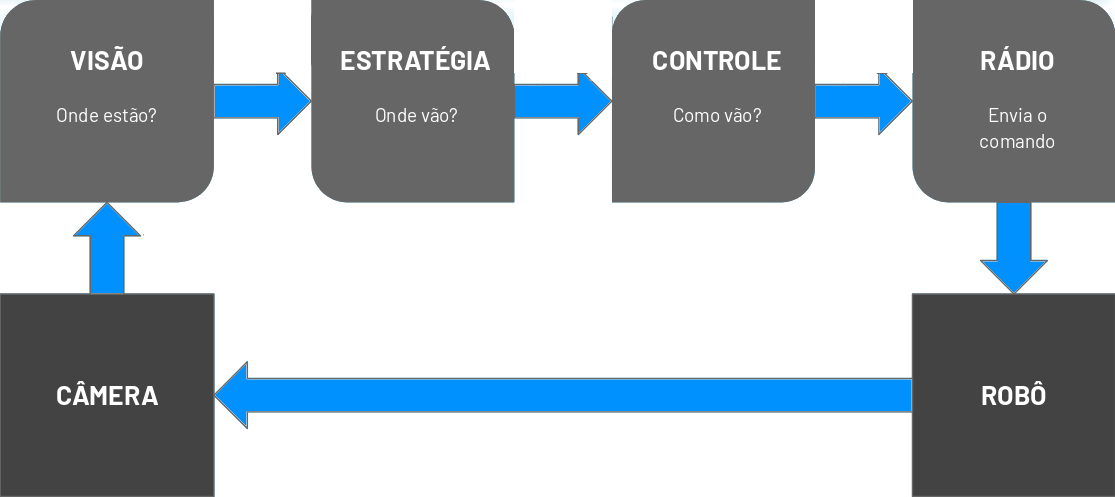 VISÃO
Onde estão?
ESTRATÉGIA
Onde vão?
CONTROLE
Como vão?
RÁDIO
Envia o
comando
CÂMERA
ROBÔ